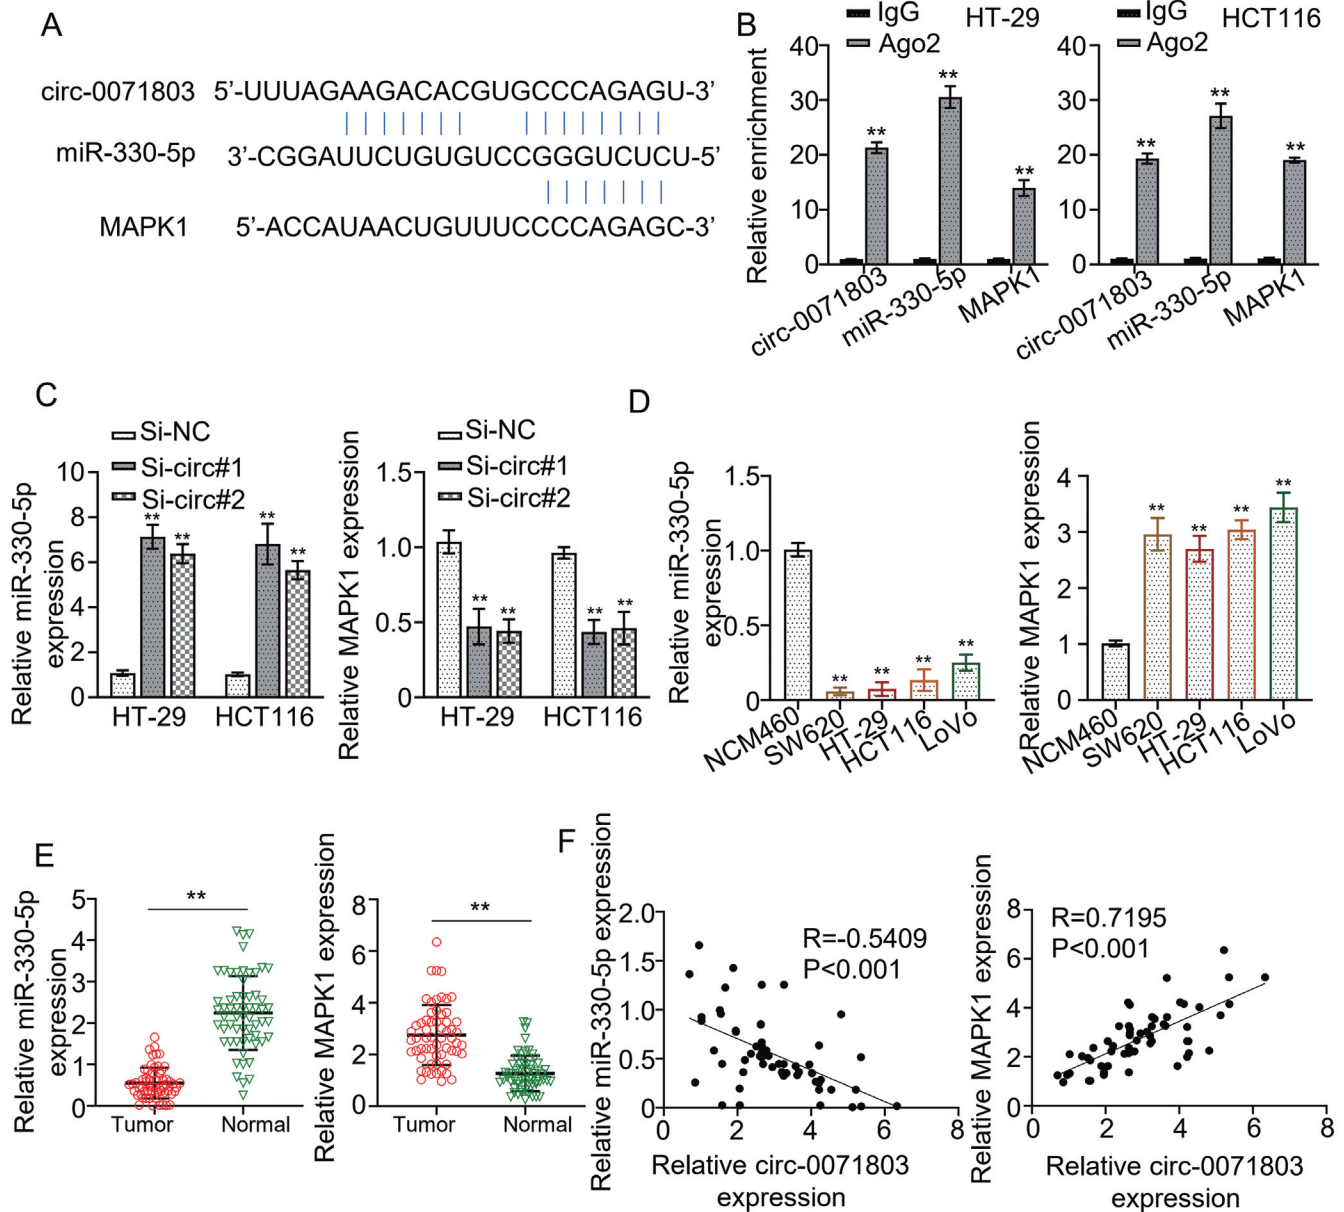 A
circ-0071803 5’-UUUAGAAGACACGUGCCCAGAGU-3’
miR-330-5p 3’-CGGAUUCUGUGUCCGGGUCUCU-5’
MAPK1 5’-ACCAUAACUGUUUCCCCAGAGC-3’
B
IgG
Ago2
HT-29
Relative enrichment
40
30
20
10
0
** ** **
circ-0071803 miR-330-5p MAPK1
IgG
Ago2
HCT116
40
30
20
10
0
** ** **
circ-0071803 miR-330-5p MAPK1
C
Si-NC
Si-circ#1
Si-circ#2
Relative miR-330-5p
expression
10
8
6
4
2
0
** ** ** **
HT-29 HCT116
Si-NC
Si-circ#1
Si-circ#2
Relative MAPK1 expression
1.5
1.0
0.5
0
** ** ** **
HT-29 HCT116
D
Relative miR-330-5p
expression
1.5
1.0
0.5
0
** ** ** **
NCM460 SW620 HT-29 HCT116 LoVo
Relative MAPK1 expression
4
3
2
1
0
** ** ** **
NCM460 SW620 HT-29 HCT116 LoVo
E
Relative miR-330-5p
expression
5
4
3
2
1
0
**
Tumor Normal
Relative MAPK1 expression
8
6
4
2
0
**
Tumor Normal
F
Relative miR-330-5p expression
2.0
1.5
1.0
0.5
0
R=-0.5409
P<0.001
0 2 4 6 8
Relative circ-0071803
expression
Relative MAPK1 expression
8
6
4
2
0
R=0.7195
P<0.001
0 2 4 6 8
Relative circ-0071803
expression